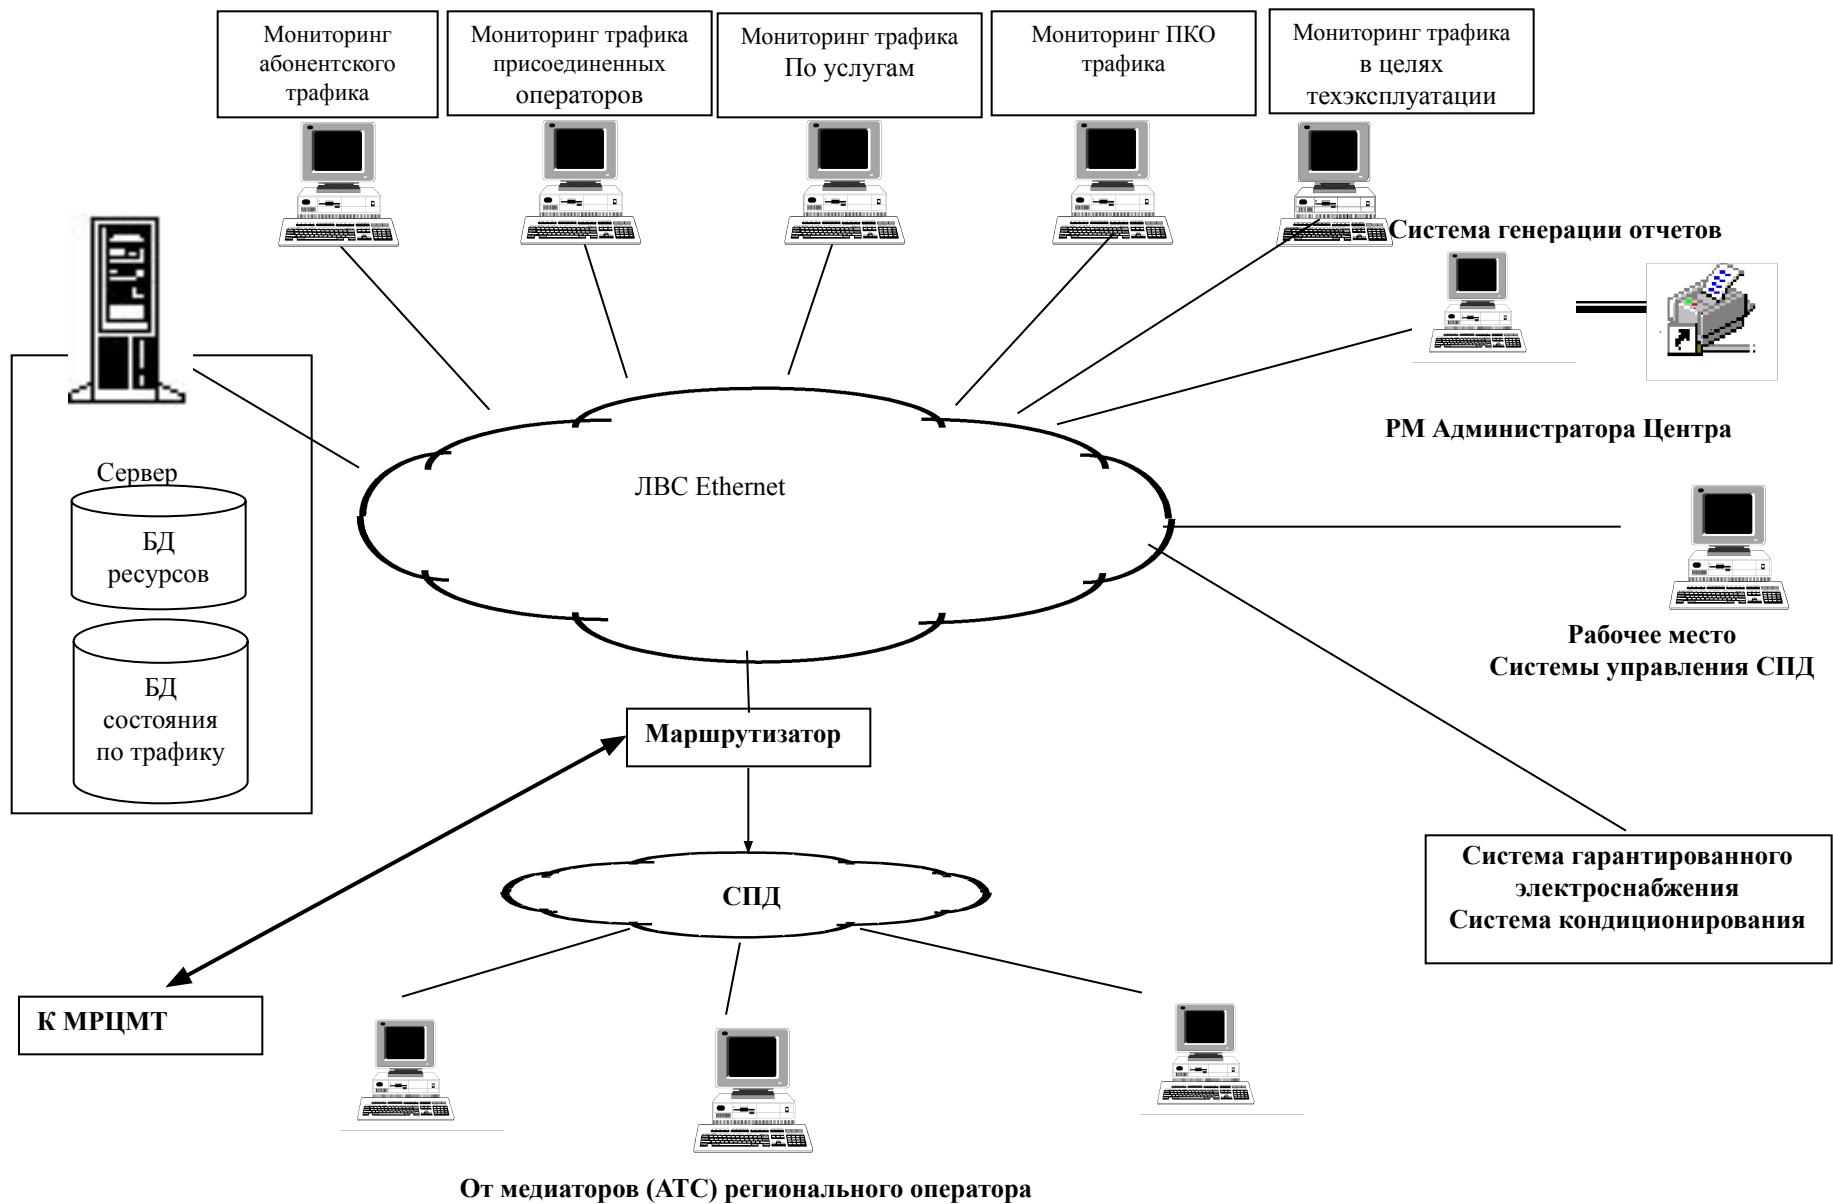 Мониторинг
абонентского
трафика
Мониторинг трафика
присоединенных
операторов
Мониторинг трафика
По услугам
Мониторинг ПКО
трафика
Мониторинг трафика
в целях
техэксплуатации
Система генерации отчетов
РМ Администратора Центра
Сервер
БД
ресурсов
БД
состояния
по трафику
ЛВС Ethernet
Рабочее место
Системы управления СПД
Маршрутизатор
Система гарантированного
электроснабжения
Система кондиционирования
СПД
К МРЦМТ
От медиаторов (АТС) регионального оператора